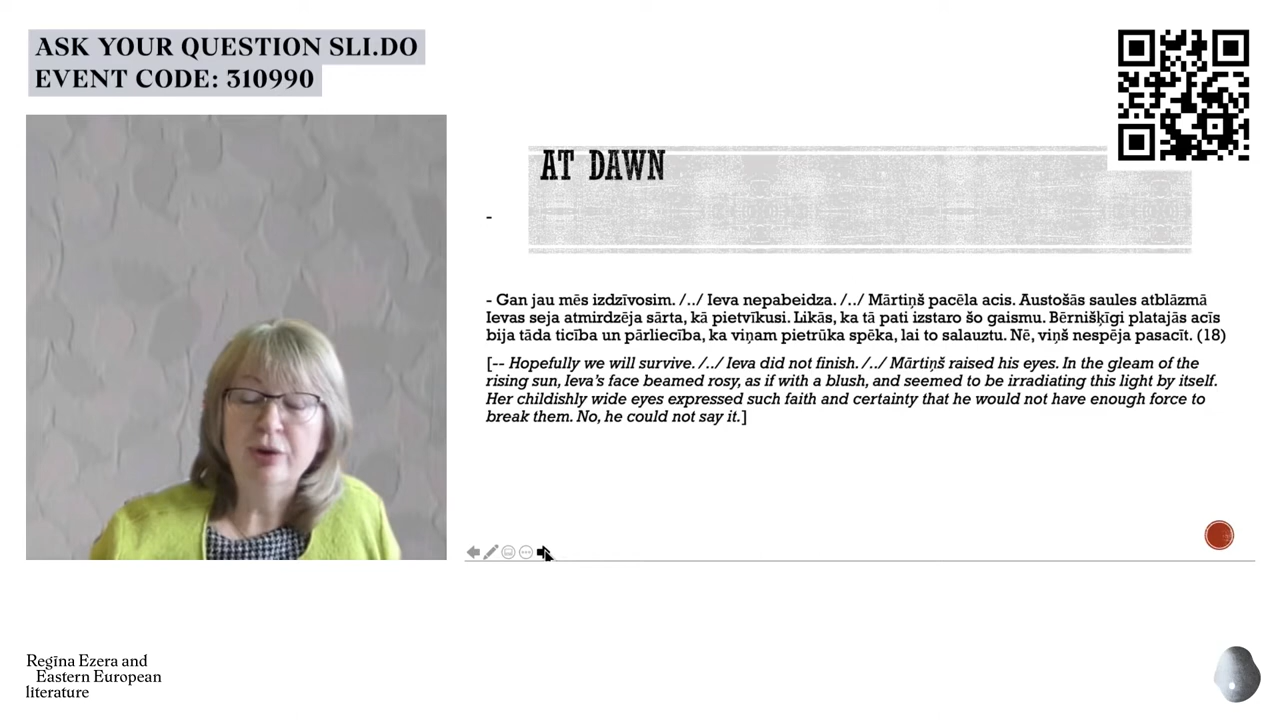 ASK YOUR QUESTION SLI.DO
EVENT CODE: 310990
AT DAWN
-
- Gan jau mēs izdzīvosim. /../ Ieva nepabeidza. /../ Mārtiņš pacēla acis. Austošās saules atblāzmā
Ievas seja atmirdzēja sārta, kā pietvīkusi. Likās, ka tā pati izstaro šo gaismu. Bērnišķīgi platajās acīs
bija tāda ticība un pārliecība, ka viņam pietrūka spēka, lai to salauztu. Nē, viņš nespēja pasacīt. (18)
[-- Hopefully we will survive. /../ Ieva did not finish. /../ Mārtiņš raised his eyes. In the gleam of the
rising sun, Ieva's face beamed rosy, as if with a blush, and seemed to be irradiating this light by itself.
Her childishly wide eyes expressed such faith and certainty that he would not have enough force to
break them. No, he could not say it.]
Regīna Ezera and
Eastern European
literature